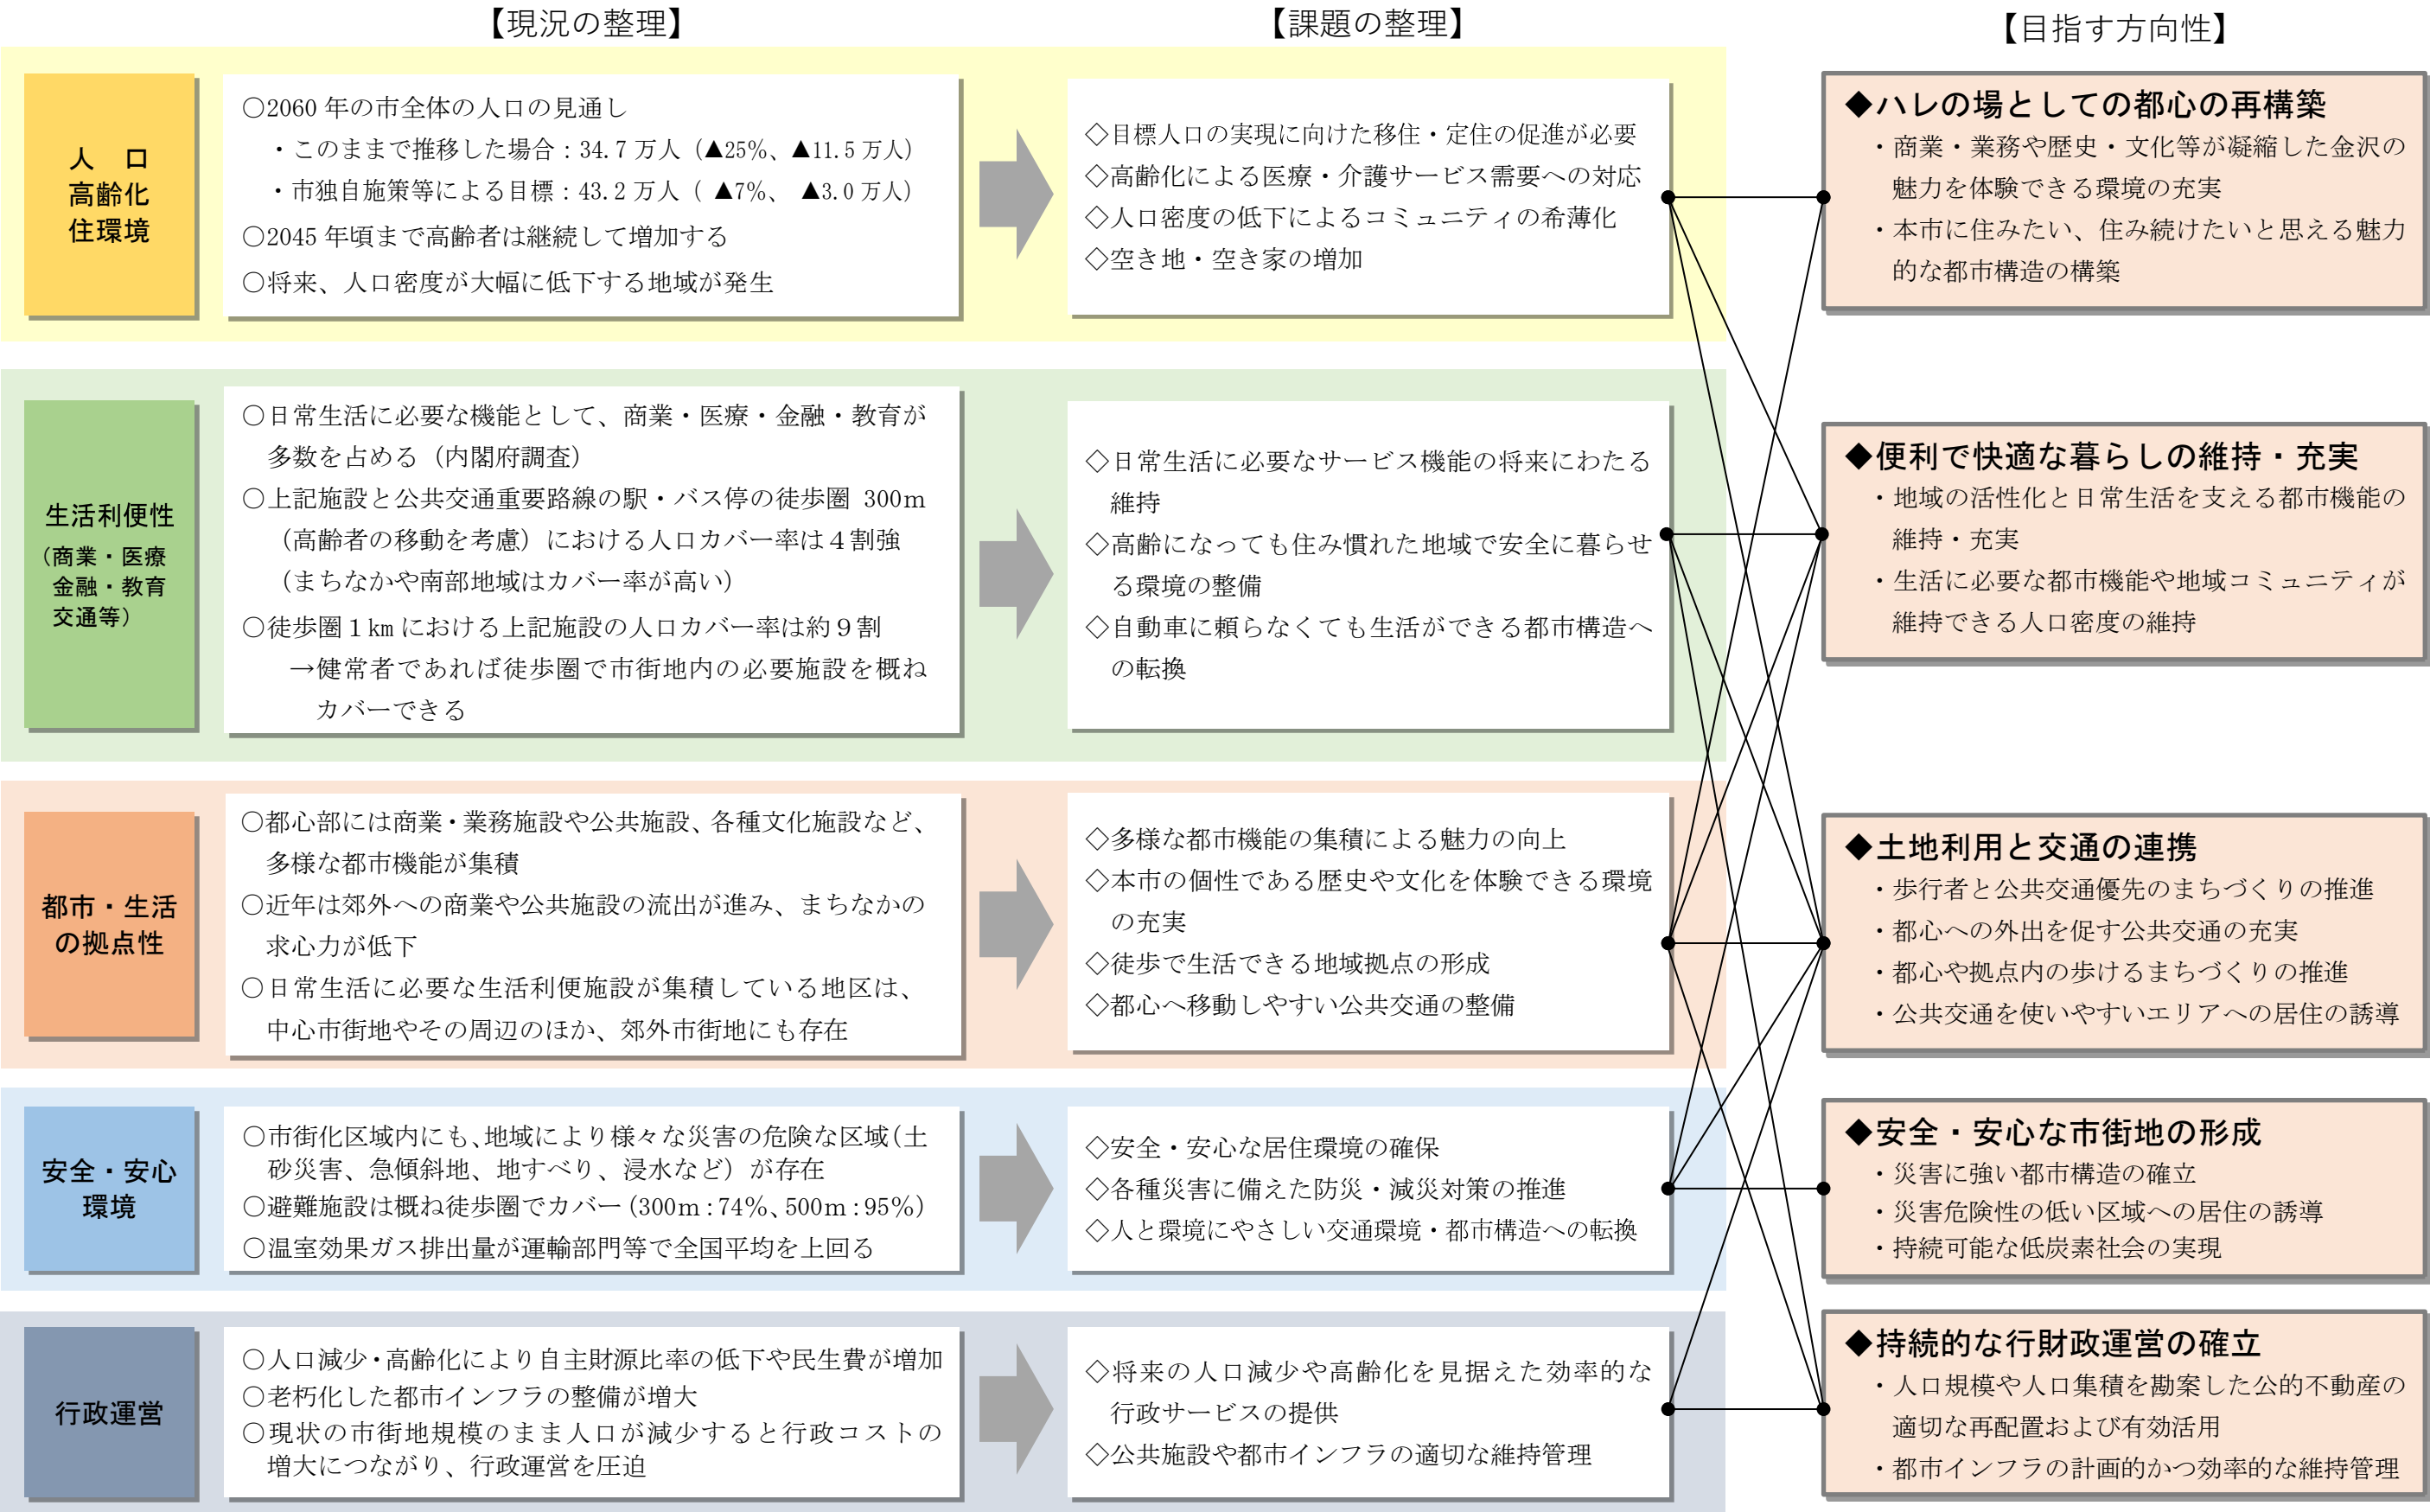 【現況の整理】
【課題の整理】
【目指す方向性】
人　口
高齢化
住環境
○2060 年の市全体の人口の見通し
・このままで推移した場合：34.7 万人（▲25%、▲11.5 万人）
・市独自施策等による目標：43.2 万人（ ▲7%、 ▲3.0 万人）
○2045 年頃まで高齢者は継続して増加する
○将来、人口密度が大幅に低下する地域が発生
◇目標人口の実現に向けた移住・定住の促進が必要
◇高齢化による医療・介護サービス需要への対応
◇人口密度の低下によるコミュニティの希薄化
◇空き地・空き家の増加
◆ハレの場としての都心の再構築
・商業・業務や歴史・文化等が凝縮した金沢の
魅力を体験できる環境の充実
・本市に住みたい、住み続けたいと思える魅力
的な都市構造の構築
生活利便性
（商業・医療
金融・教育
交通等）
○日常生活に必要な機能として、商業・医療・金融・教育が
多数を占める（内閣府調査）
○上記施設と公共交通重要路線の駅・バス停の徒歩圏 300ｍ
（高齢者の移動を考慮）における人口カバー率は４割強
（まちなかや南部地域はカバー率が高い）
○徒歩圏１㎞における上記施設の人口カバー率は約９割
→健常者であれば徒歩圏で市街地内の必要施設を概ね
カバーできる
◇日常生活に必要なサービス機能の将来にわたる
維持
◇高齢になっても住み慣れた地域で安全に暮らせ
る環境の整備
◇自動車に頼らなくても生活ができる都市構造へ
の転換
◆便利で快適な暮らしの維持・充実
・地域の活性化と日常生活を支える都市機能の
維持・充実
・生活に必要な都市機能や地域コミュニティが
維持できる人口密度の維持
都市・生活
の拠点性
○都心部には商業・業務施設や公共施設、各種文化施設など、
多様な都市機能が集積
○近年は郊外への商業や公共施設の流出が進み、まちなかの
求心力が低下
○日常生活に必要な生活利便施設が集積している地区は、
中心市街地やその周辺のほか、郊外市街地にも存在
◇多様な都市機能の集積による魅力の向上
◇本市の個性である歴史や文化を体験できる環境
の充実
◇徒歩で生活できる地域拠点の形成
◇都心へ移動しやすい公共交通の整備
◆土地利用と交通の連携
・歩行者と公共交通優先のまちづくりの推進
・都心への外出を促す公共交通の充実
・都心や拠点内の歩けるまちづくりの推進
・公共交通を使いやすいエリアへの居住の誘導
安全・安心
環境
○市街化区域内にも、地域により様々な災害の危険な区域（土
砂災害、急傾斜地、地すべり、浸水など）が存在
○避難施設は概ね徒歩圏でカバー（300ｍ：74%、500ｍ：95%）
○温室効果ガス排出量が運輸部門等で全国平均を上回る
◇安全・安心な居住環境の確保
◇各種災害に備えた防災・減災対策の推進
◇人と環境にやさしい交通環境・都市構造への転換
◆安全・安心な市街地の形成
・災害に強い都市構造の確立
・災害危険性の低い区域への居住の誘導
・持続可能な低炭素社会の実現
行政運営
○人口減少・高齢化により自主財源比率の低下や民生費が増加
○老朽化した都市インフラの整備が増大
○現状の市街地規模のまま人口が減少すると行政コストの
増大につながり、行政運営を圧迫
◇将来の人口減少や高齢化を見据えた効率的な
行政サービスの提供
◇公共施設や都市インフラの適切な維持管理
◆持続的な行財政運営の確立
・人口規模や人口集積を勘案した公的不動産の
適切な再配置および有効活用
・都市インフラの計画的かつ効率的な維持管理